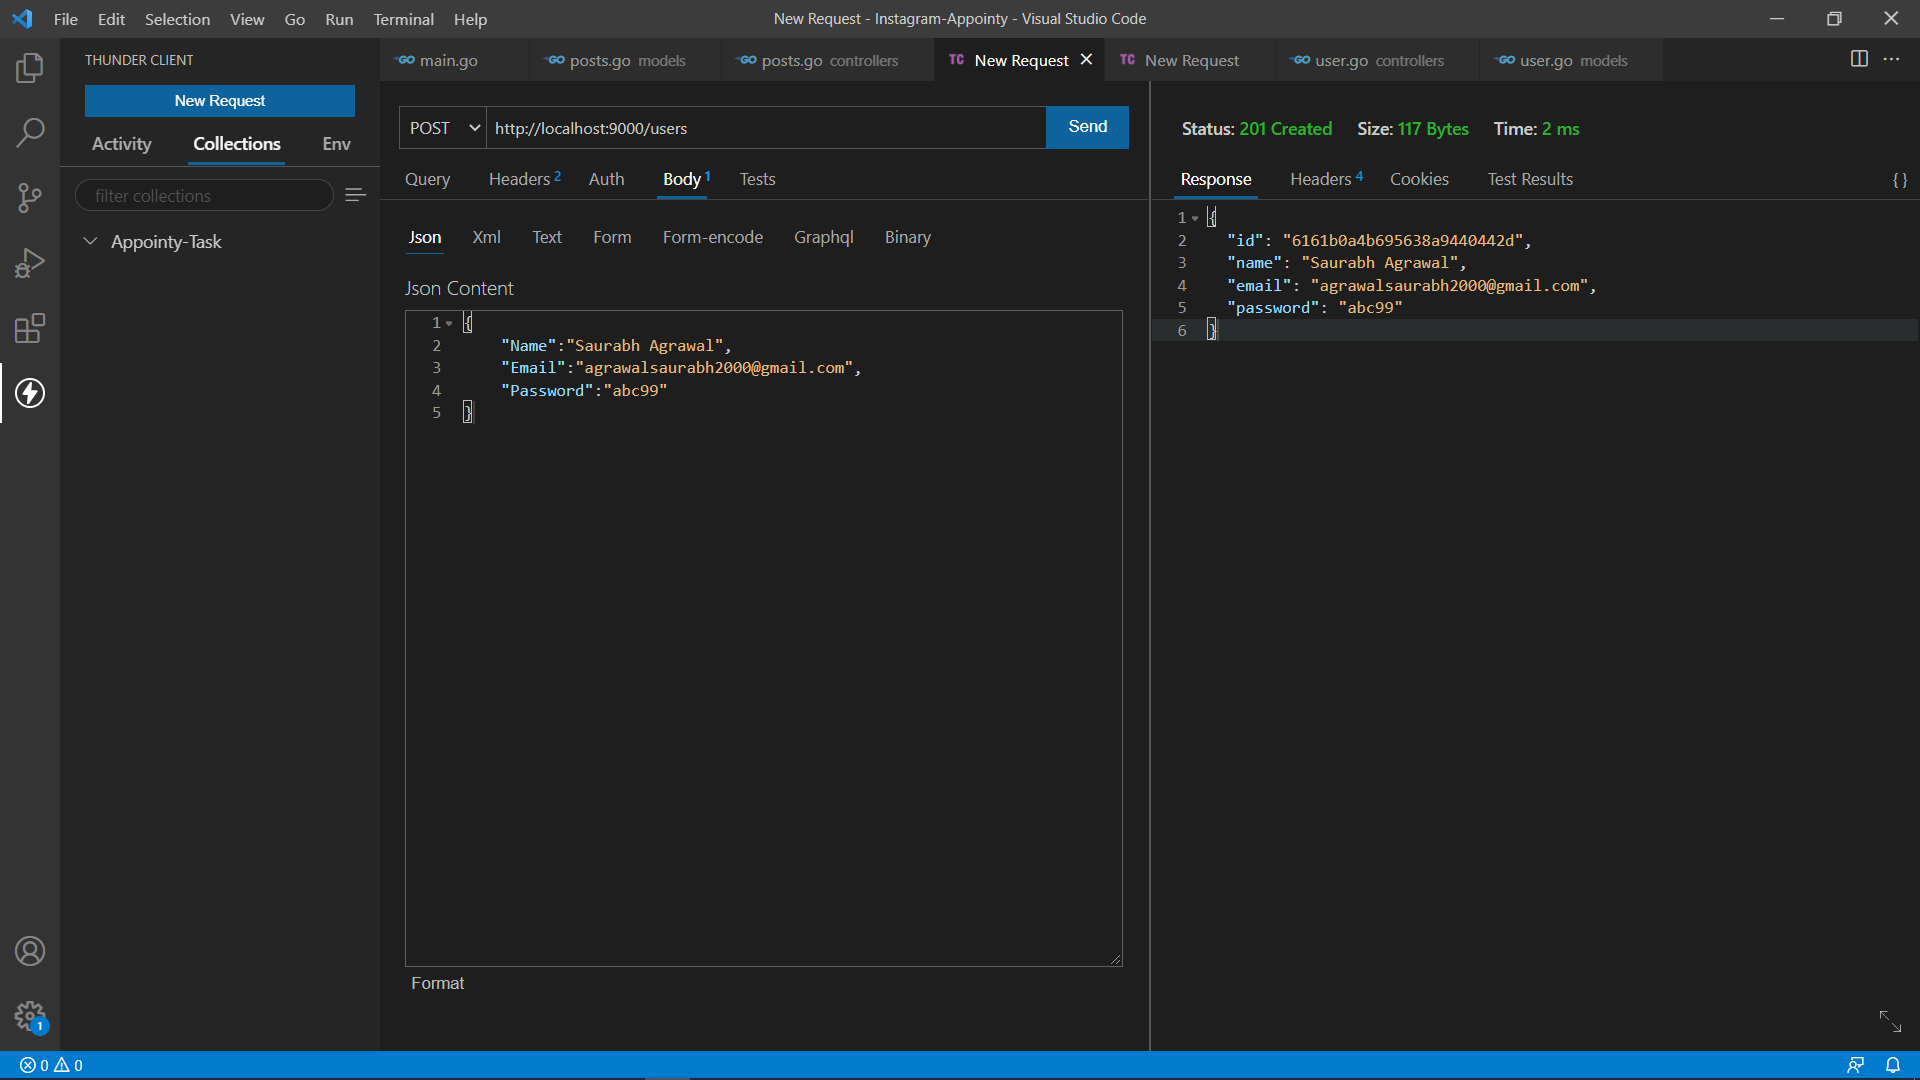 File Edit Selection View Go Run Terminal Help
New Request - Instagram-Appointy - Visual Studio Code
THUNDER CLIENT
New Request
Activity Collections Env
filter collections
Appointy-Task
GO main.go
GO posts.go models
GO posts.go controllers
TC New Request
TC New Request
GO user.go controllers
GO user.go models
POST http://localhost:9000/users Send
Query Headers 2 Auth Body 1 Tests
Json Xml Text Form Form-encode Graphql Binary
Json Content
1 {
2 "Name":"Saurabh Agrawal",
3 "Email":"agrawalsaurabh2000@gmail.com",
4 "Password":"abc99"
5 }
Format
Status: 201 Created Size: 117 Bytes Time: 2 ms
Response Headers 4 Cookies Test Results { }
1 {
2 "id": "6161b0a4b695638a9440442d",
3 "name": "Saurabh Agrawal",
4 "email": "agrawalsaurabh2000@gmail.com",
5 "password": "abc99"
6 }
1
0 0